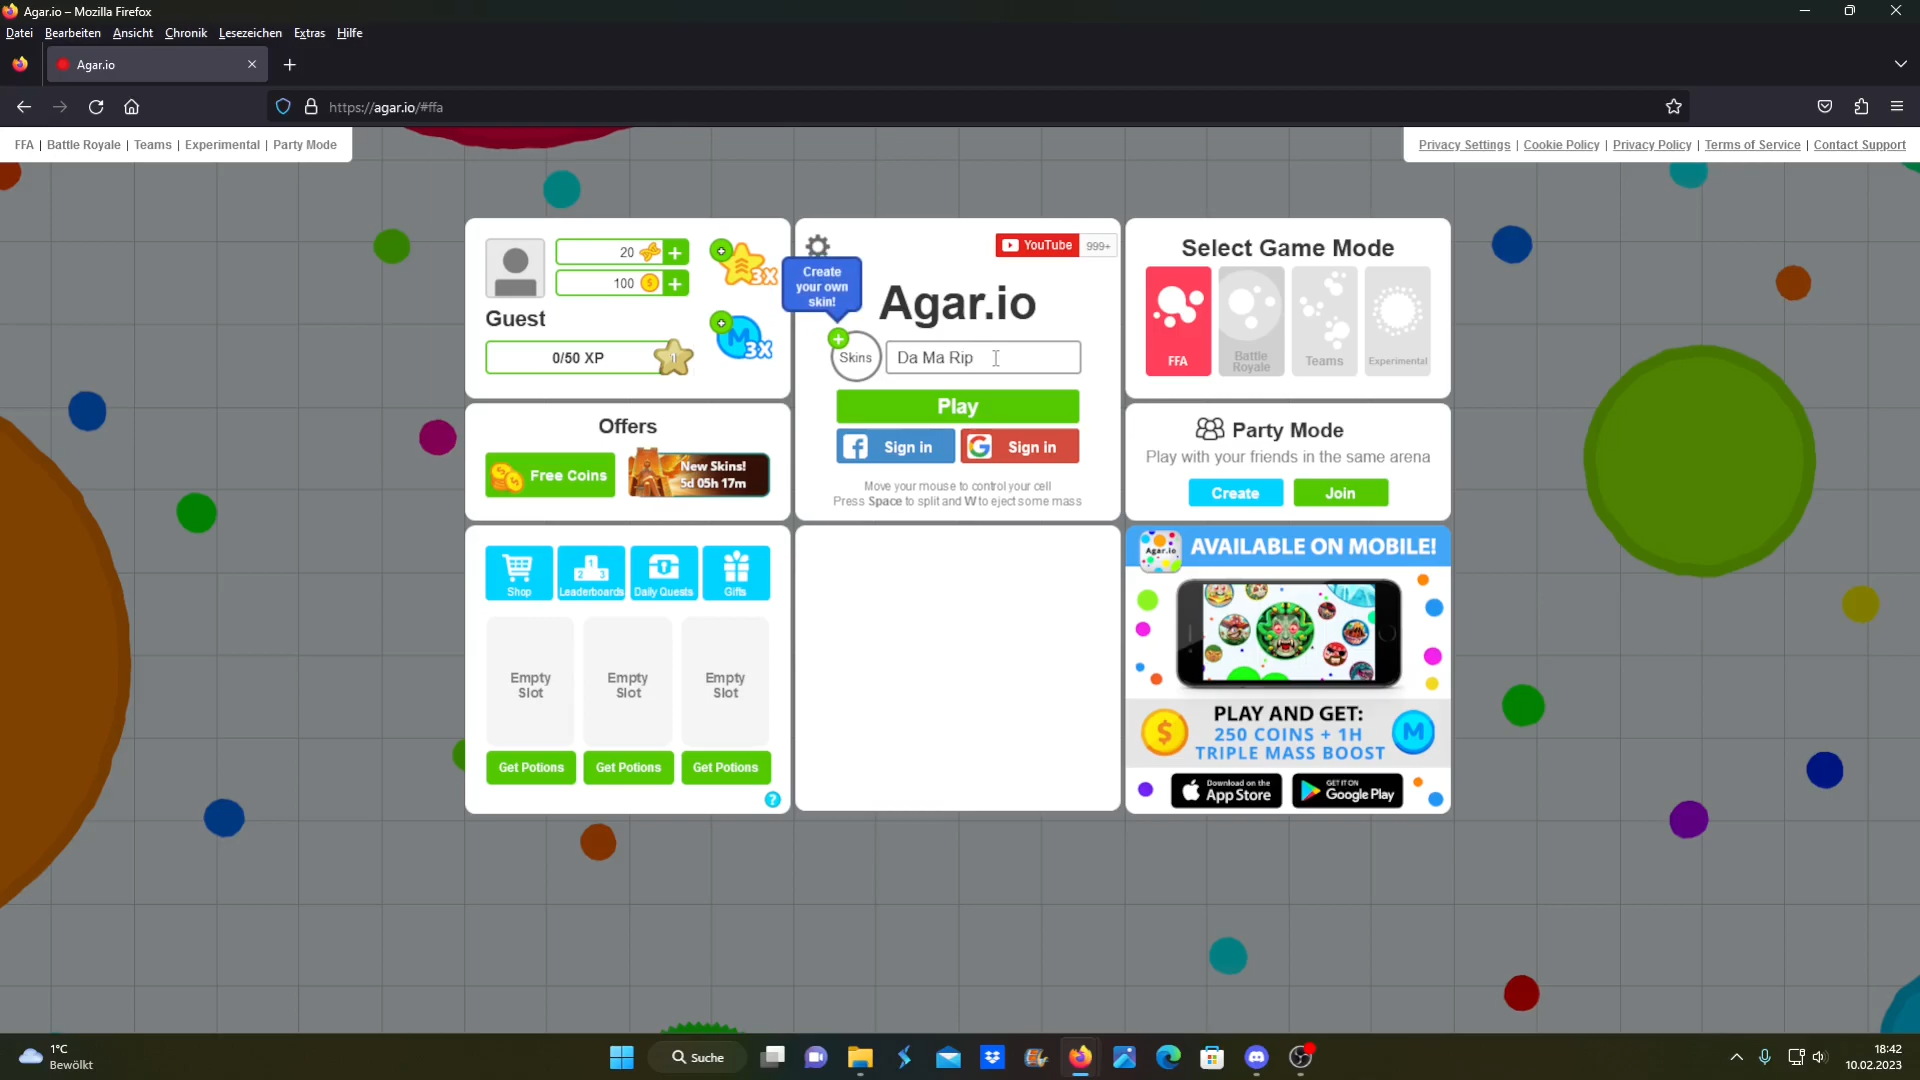 Agar.io – Mozilla Firefox
Datei Bearbeiten Ansicht Chronik Lesezeichen Extras Hilfe
Agar.io
https://agar.io/#ffa
FFA | Battle Royale | Teams | Experimental | Party Mode
Privacy Settings | Cookie Policy | Privacy Policy | Terms of Service | Contact Support
20
100
3X
Guest
0/50 XP
1
M
3X
Offers
Free Coins
New Skins!
5d 05h 17m
Shop
Leaderboards
Daily Quests
Gifts
Empty
Slot
Empty
Slot
Empty
Slot
Get Potions
Get Potions
Get Potions
?
YouTube 999+
Create
your own
skin!
Agar.io
Skins
Da Ma Rip
Play
Sign in
Sign in
Move your mouse to control your cell
Press Space to split and W to eject some mass
Select Game Mode
FFA
Battle
Royale
Teams
Experimental
Party Mode
Play with your friends in the same arena
Create
Join
Agar.io
AVAILABLE ON MOBILE!
PLAY AND GET:
250 COINS + 1H
TRIPLE MASS BOOST
$
M
Download on the
App Store
GET IT ON
Google Play
1°C
Bewölkt
Suche
18:42
10.02.2023